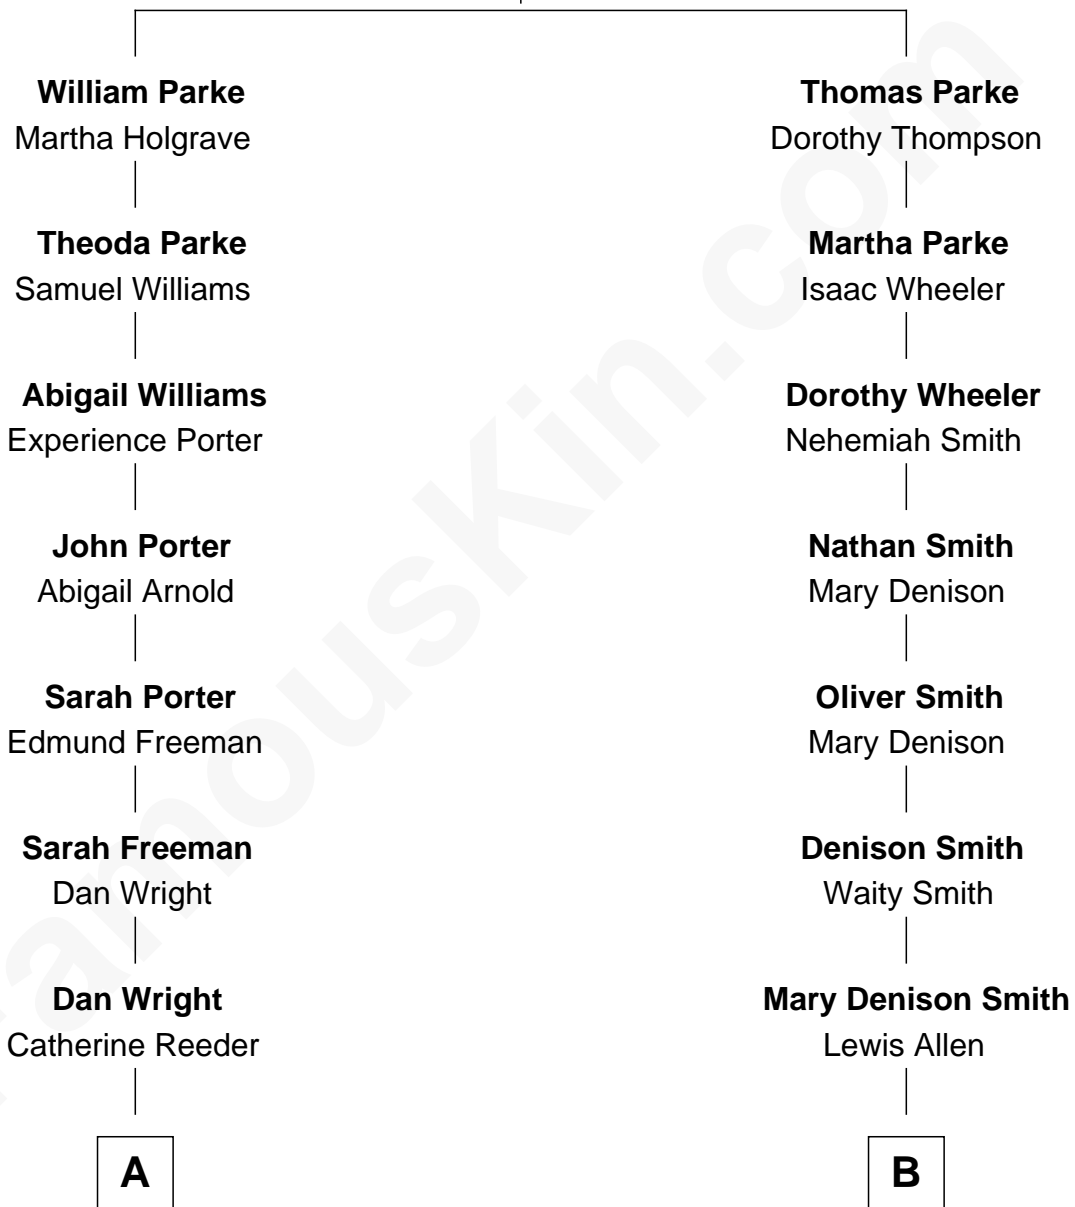 William Parke
Martha Holgrave
Thomas Parke
Dorothy Thompson
Theoda Parke
Samuel Williams
Martha Parke
Isaac Wheeler
Abigail Williams
Experience Porter
Dorothy Wheeler
Nehemiah Smith
John Porter
Abigail Arnold
Nathan Smith
Mary Denison
Sarah Porter
Edmund Freeman
Oliver Smith
Mary Denison
Sarah Freeman
Dan Wright
Denison Smith
Waity Smith
Dan Wright
Catherine Reeder
Mary Denison Smith
Lewis Allen
A
B
FamousKin.com